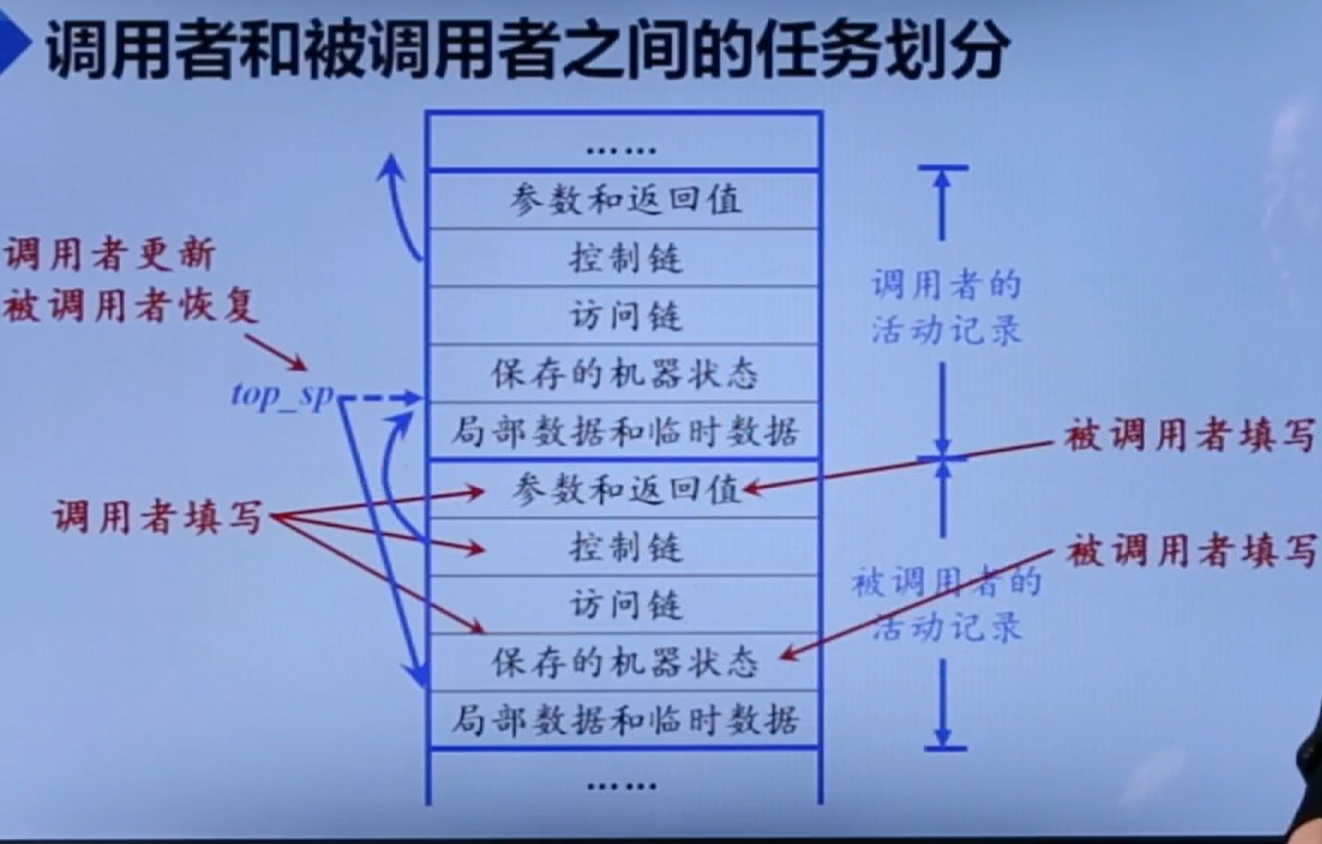 调用者和被调用者之间的任务划分
……
参数和返回值
控制链
访问链
保存的机器状态
局部数据和临时数据
参数和返回值
控制链
访问链
保存的机器状态
局部数据和临时数据
……
调用者更新
被调用者恢复
top_sp
调用者填写
调用者的
活动记录
被调用者填写
被调用者填写
被调用者的
活动记录